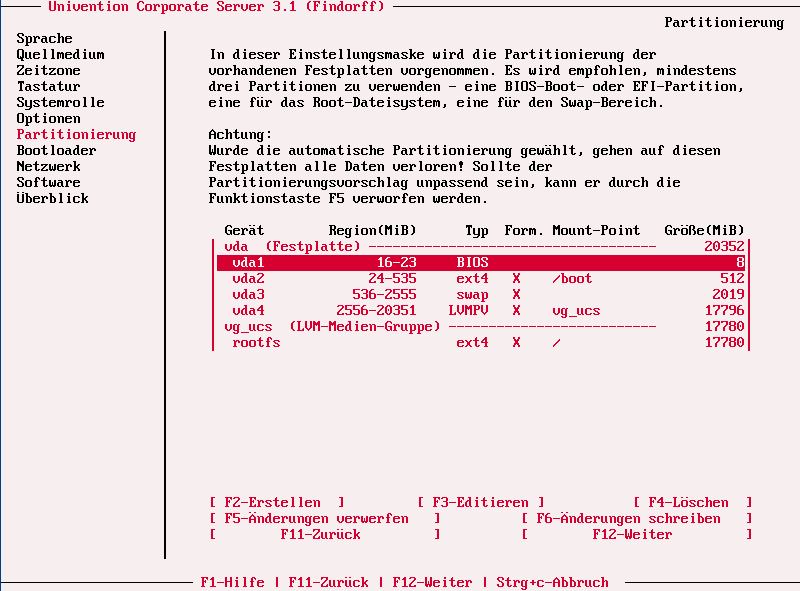 Univention Corporate Server 3.1 (Findorff)
Partitionierung
Sprache
Quellmedium
Zeitzone
Tastatur
Systemrolle
Optionen
Partitionierung
Bootloader
Netzwerk
Software
Überblick
In dieser Einstellungsmaske wird die Partitionierung der
vorhandenen Festplatten vorgenommen. Es wird empfohlen, mindestens
drei Partitionen zu verwenden - eine BIOS-Boot- oder EFI-Partition,
eine für das Root-Dateisystem, eine für den Swap-Bereich.
Achtung:
Wurde die automatische Partitionierung gewählt, gehen auf diesen
Festplatten alle Daten verloren! Sollte der
Partitionierungsvorschlag unpassend sein, kann er durch die
Funktionstaste F5 verworfen werden.
Gerät Region(MiB) Typ Form. Mount-Point Größe(MiB)
vda (Festplatte) ------------------------------------ 20352
vda1 16-23 BIOS 8
vda2 24-535 ext4 X /boot 512
vda3 536-2555 swap X 2019
vda4 2556-20351 LVMPV X vg_ucs 17796
vg_ucs (LVM-Medien-Gruppe) -------------------------- 17780
rootfs ext4 X / 17780
[ F2-Erstellen ] [ F3-Editieren ] [ F4-Löschen ]
[ F5-Änderungen verwerfen ] [ F6-Änderungen schreiben ]
[ F11-Zurück ] [ F12-Weiter ]
F1-Hilfe | F11-Zurück | F12-Weiter | Strg+c-Abbruch